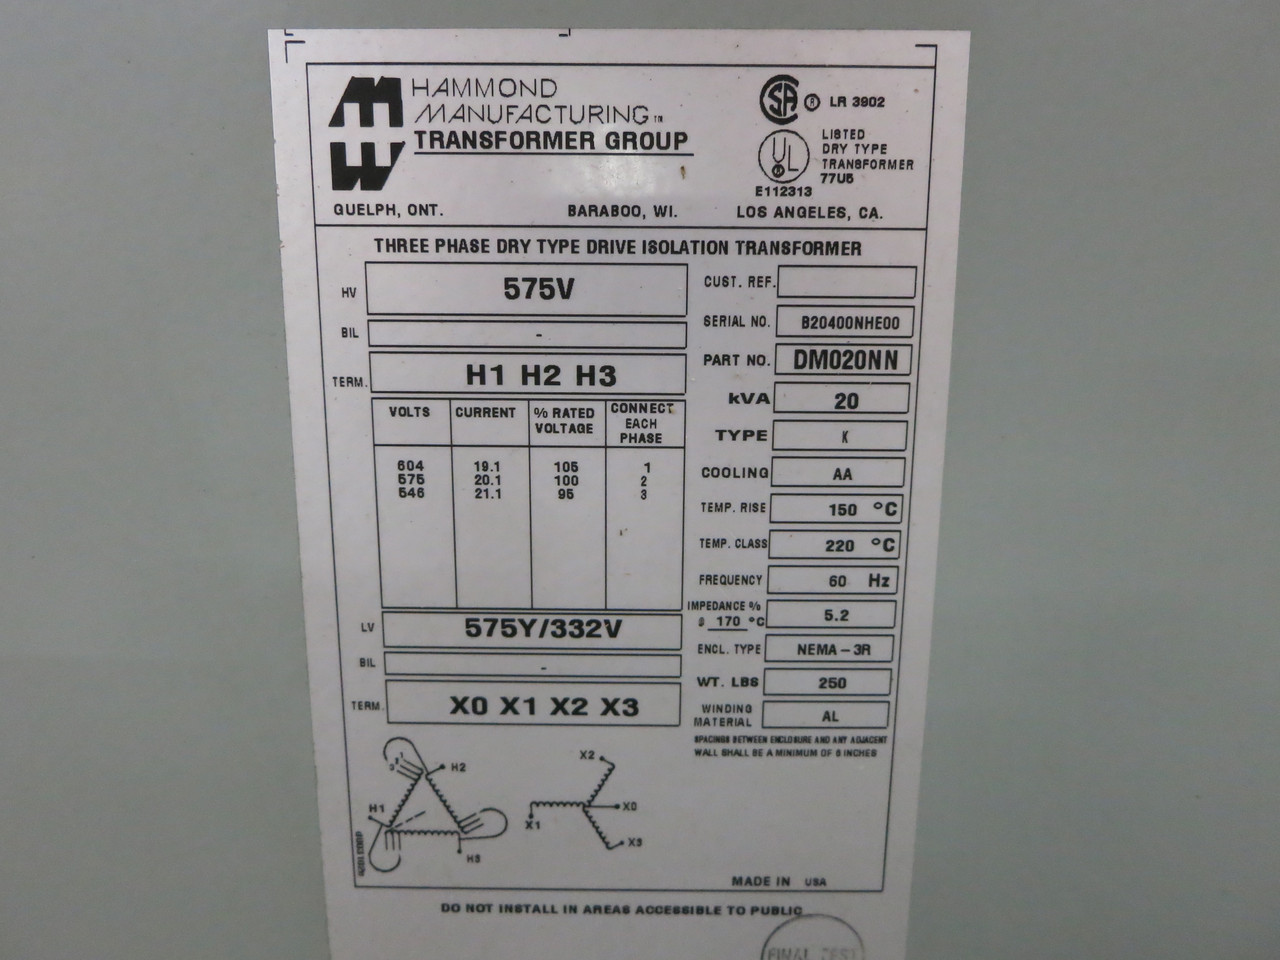 HAMMOND
MANUFACTURING TM
TRANSFORMER GROUP
GUELPH, ONT.
BARABOO, WI.
LOS ANGELES, CA.
SA ® LR 3902
UL
LISTED
DRY TYPE
TRANSFORMER
77U5
E112313
THREE PHASE DRY TYPE DRIVE ISOLATION TRANSFORMER
HV 575V
BIL -
TERM. H1 H2 H3
VOLTS CURRENT % RATED VOLTAGE CONNECT EACH PHASE
604 19.1 105 1
575 20.1 100 2
546 21.1 95 3
LV 575Y/332V
BIL -
TERM. X0 X1 X2 X3
CUST. REF.
SERIAL NO. B20400NHE00
PART NO. DM020NN
kVA 20
TYPE K
COOLING AA
TEMP. RISE 150 °C
TEMP. CLASS 220 °C
FREQUENCY 60 Hz
IMPEDANCE % 5.2
170 °C
ENCL. TYPE NEMA-3R
WT. LBS 250
WINDING
MATERIAL AL
SPACINGS BETWEEN ENCLOSURE AND ANY ADJACENT
WALL SHALL BE A MINIMUM OF 6 INCHES
H2
H1
H3
X2
X0
X1
X3
MADE IN USA
DO NOT INSTALL IN AREAS ACCESSIBLE TO PUBLIC
FINAL TEST